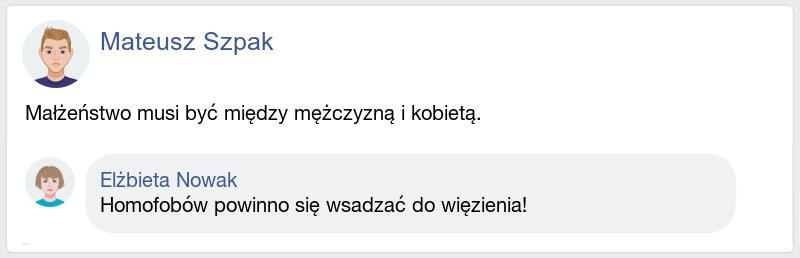 Mateusz Szpak
Małżeństwo musi być między mężczyzną i kobietą.
Elżbieta Nowak
Homofobów powinno się wsadzać do więzienia!